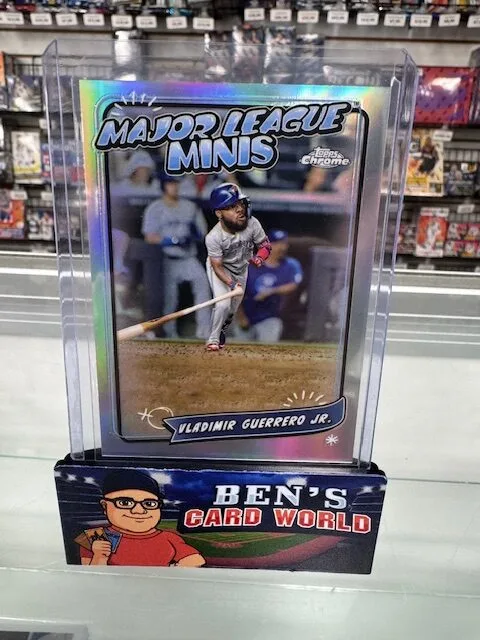 MAJOR LEAGUE
MINIS
Topps
Chrome
VLADIMIR GUERRERO JR.
BEN'S
CARD WORLD